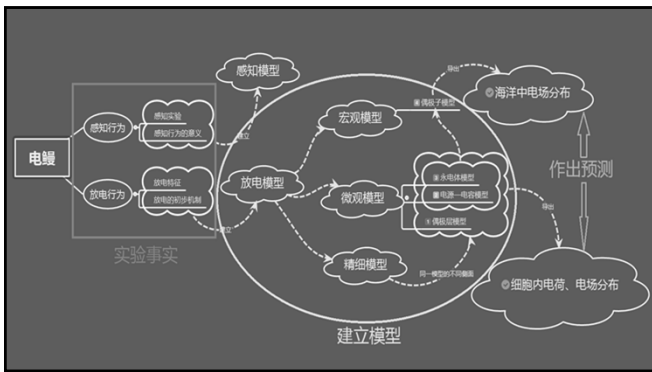 电鳗
感知行为
感知实验
感知行为的意义
放电行为
放电特征
放电的初步机制
实验事实
建立
建立
感知模型
放电模型
宏观模型
偶极子模型
微观模型
永电体模型
电源—电容模型
偶极层模型
精细模型
同一模型的不同侧面
建立模型
导出
海洋中电场分布
作出预测
导出
细胞内电荷、电场分布